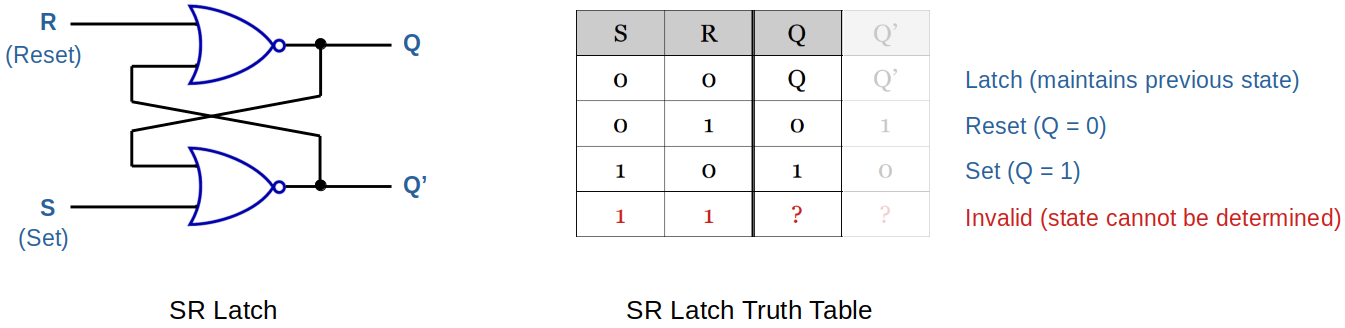 R
(Reset)
Q
Q’
S
(Set)
SR Latch
S R Q Q’
0 0 Q Q’ Latch (maintains previous state)
0 1 0 1 Reset (Q = 0)
1 0 1 0 Set (Q = 1)
1 1 ? ? Invalid (state cannot be determined)
SR Latch Truth Table